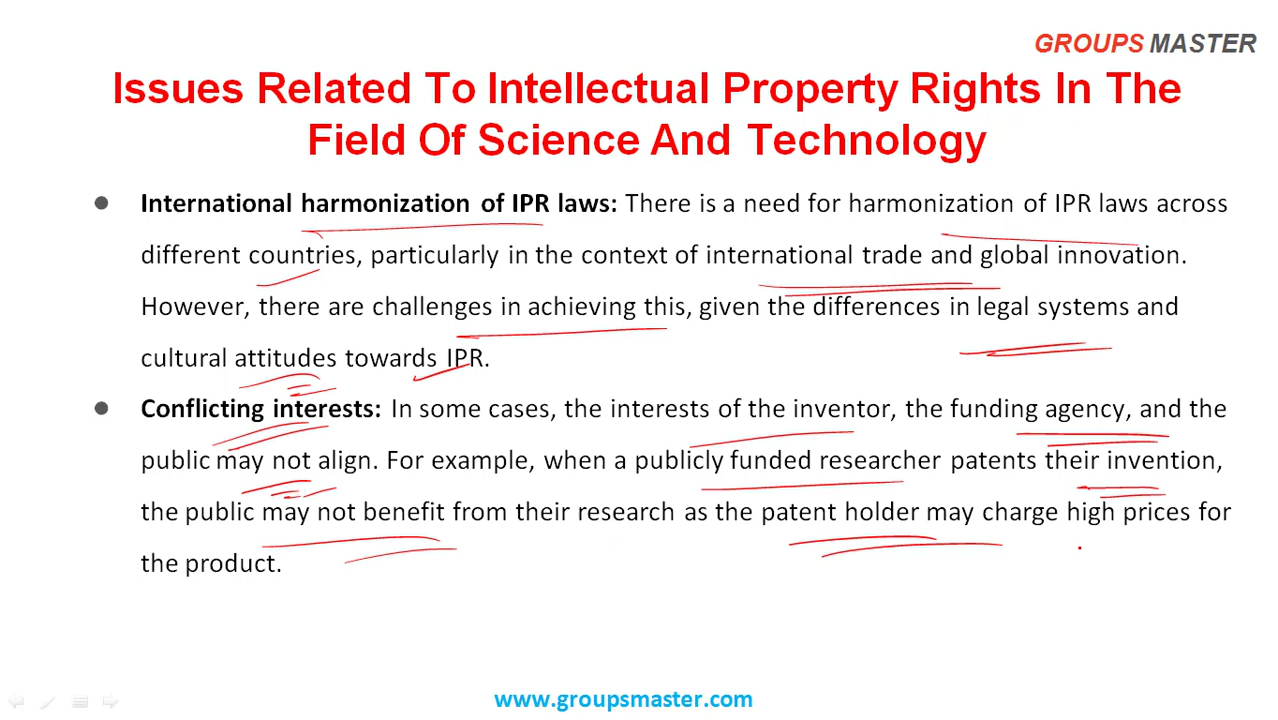 GROUPS MASTER
Issues Related To Intellectual Property Rights In The
Field Of Science And Technology
● International harmonization of IPR laws: There is a need for harmonization of IPR laws across
different countries, particularly in the context of international trade and global innovation.
However, there are challenges in achieving this, given the differences in legal systems and
cultural attitudes towards IPR.
● Conflicting interests: In some cases, the interests of the inventor, the funding agency, and the
public may not align. For example, when a publicly funded researcher patents their invention,
the public may not benefit from their research as the patent holder may charge high prices for
the product.
www.groupsmaster.com